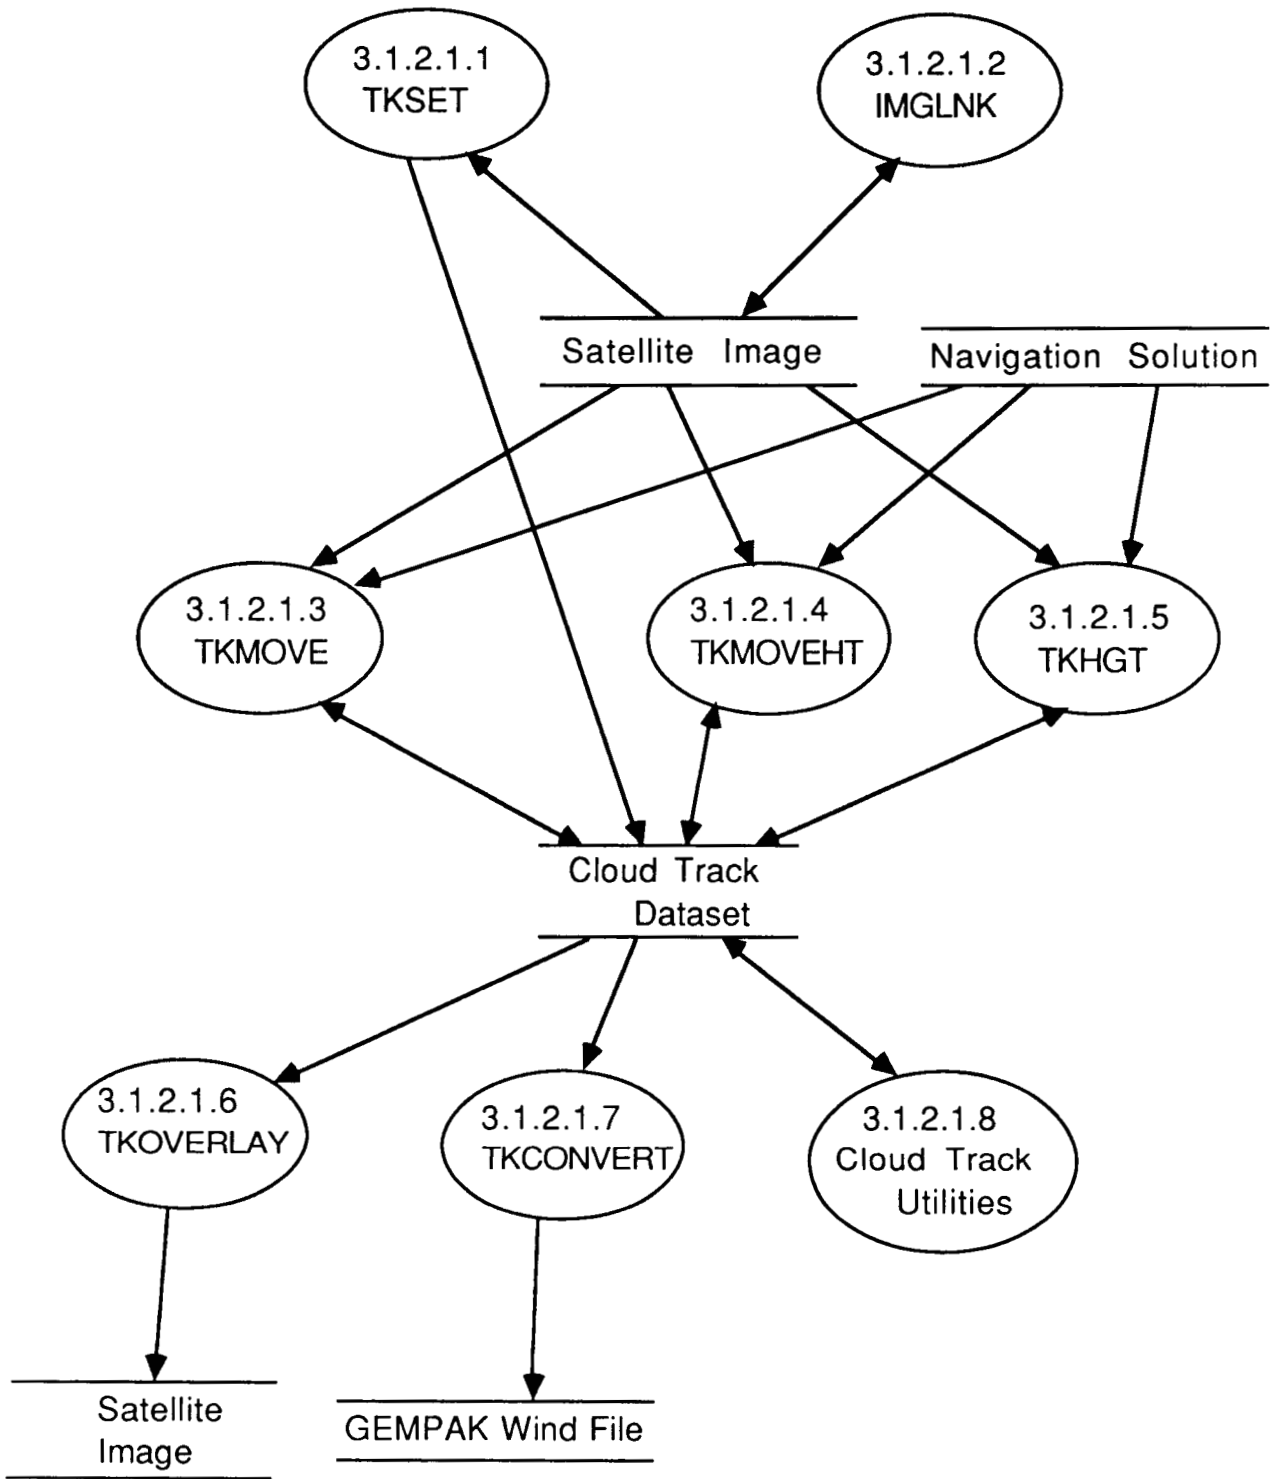 3.1.2.1.1
TKSET
3.1.2.1.2
IMGLNK
Satellite Image
Navigation Solution
3.1.2.1.3
TKMOVE
3.1.2.1.4
TKMOVEHT
3.1.2.1.5
TKHGT
Cloud Track
Dataset
3.1.2.1.6
TKOVERLAY
3.1.2.1.7
TKCONVERT
3.1.2.1.8
Cloud Track
Utilities
Satellite
Image
GEMPAK Wind File